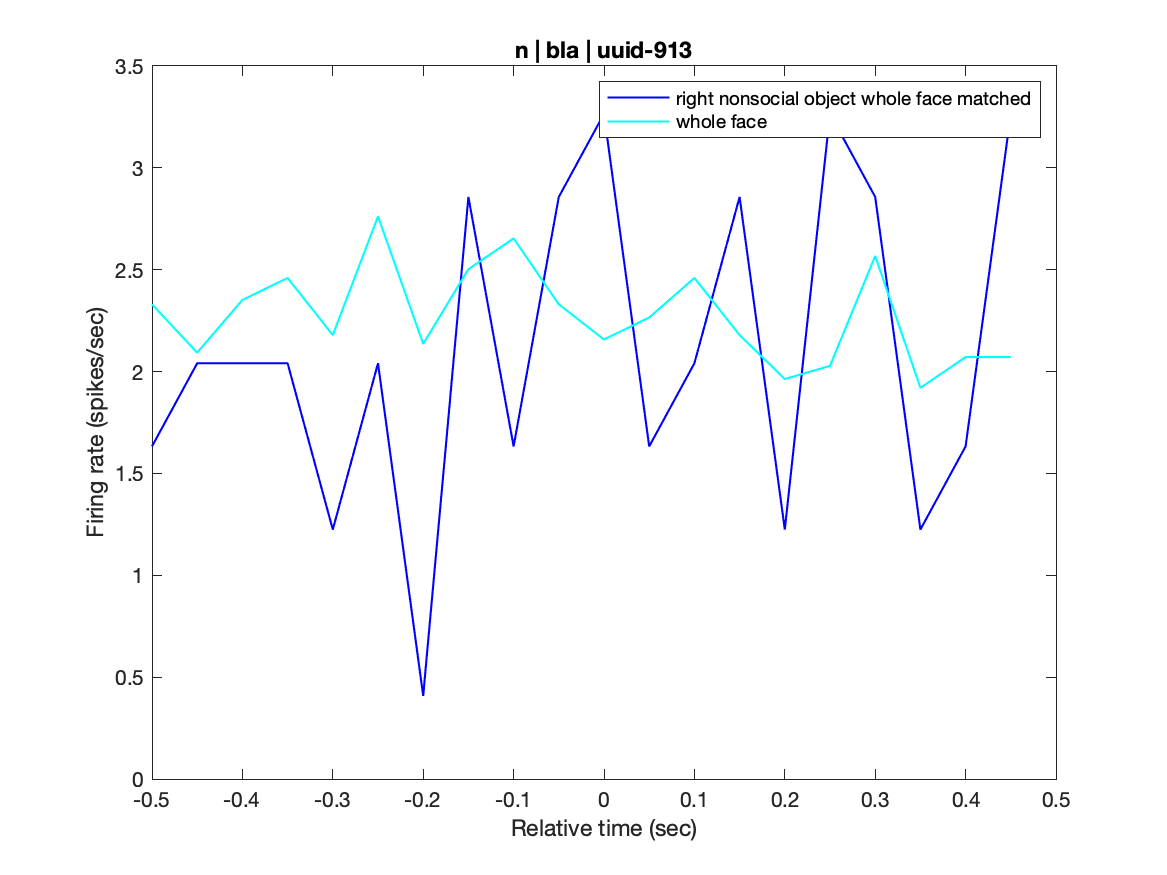 n | bla | uuid-913
3.5
right nonsocial object whole face matched
whole face
3
2.5
2
1.5
1
0.5
0
Firing rate (spikes/sec)
-0.5 -0.4 -0.3 -0.2 -0.1 0 0.1 0.2 0.3 0.4 0.5
Relative time (sec)